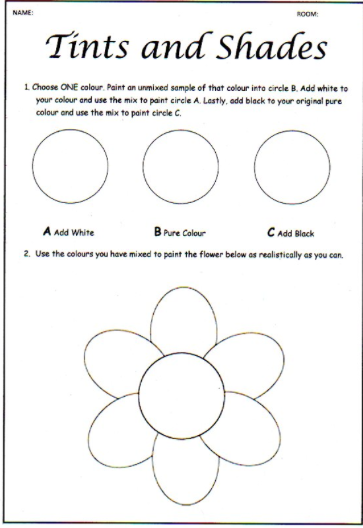 NAME: ROOM:
Tints and Shades
1. Choose ONE colour. Paint an unmixed sample of that colour into circle B. Add white to
your colour and use the mix to paint circle A. Lastly, add black to your original pure
colour and use the mix to paint circle C.
A Add White B Pure Colour C Add Black
2. Use the colours you have mixed to paint the flower below as realistically as you can.